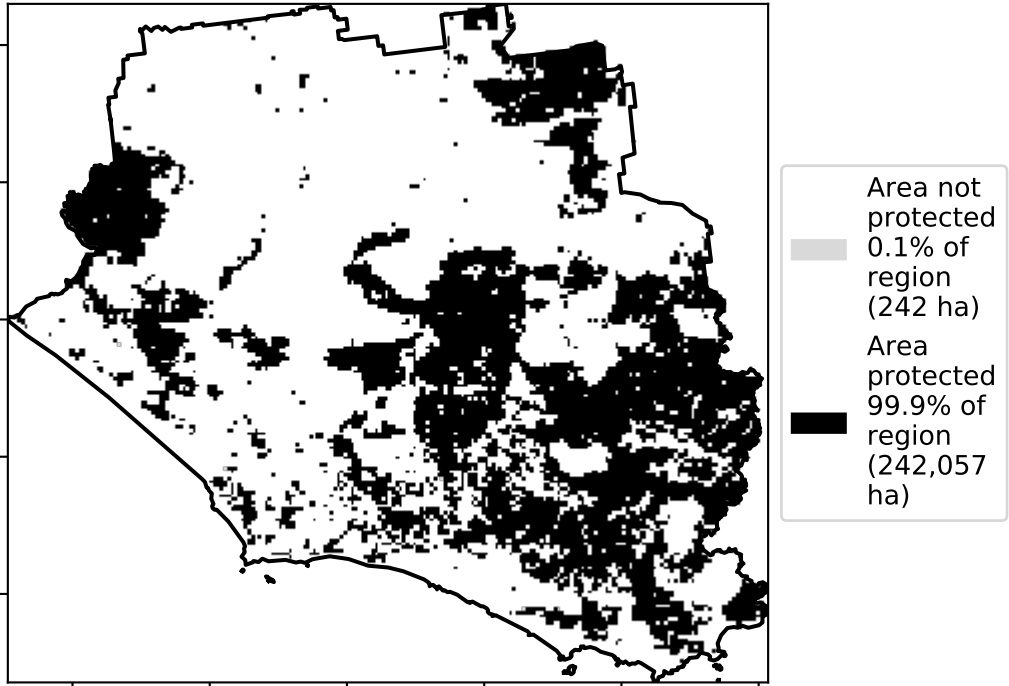 Area not
protected
0.1% of
region
(242 ha)
Area
protected
99.9% of
region
(242,057
ha)